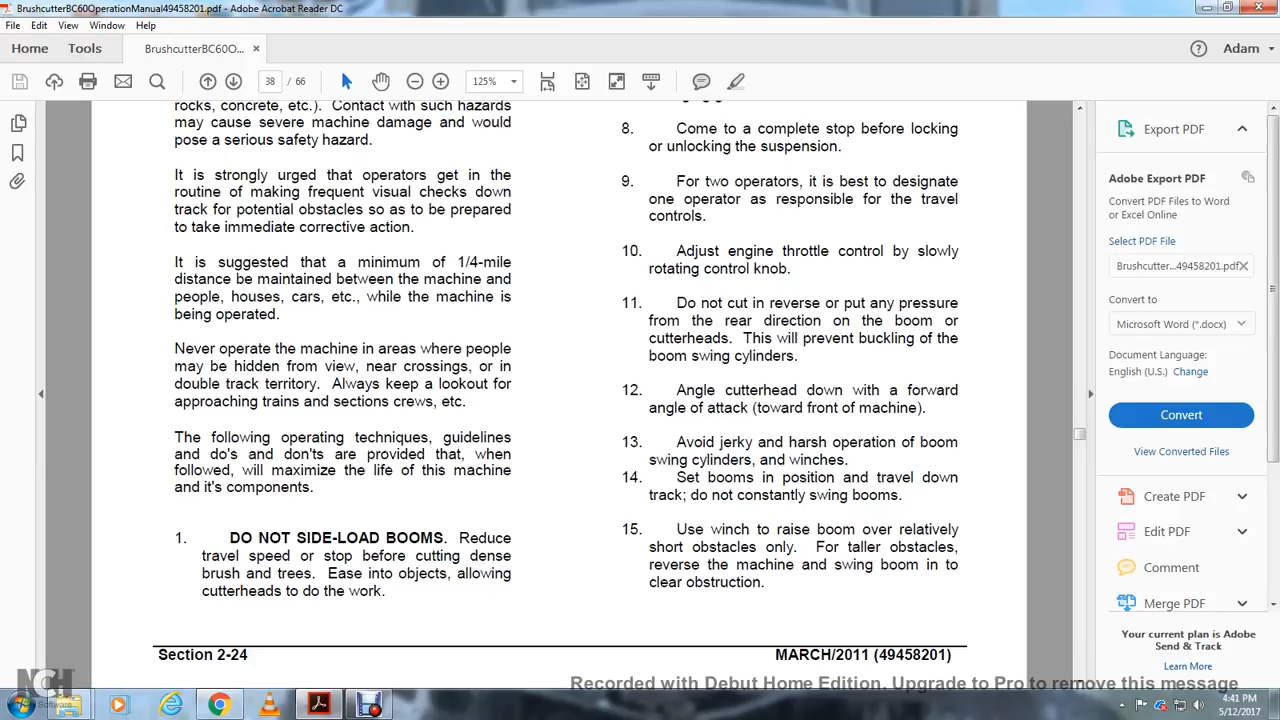 BrushcutterBC60OperationManual49458201.pdf - Adobe Acrobat Reader DC
File Edit View Window Help
Home Tools BrushcutterBC60O... × Adam
38 / 66 125%
rocks, concrete, etc.). Contact with such hazards
may cause severe machine damage and would
pose a serious safety hazard.
It is strongly urged that operators get in the
routine of making frequent visual checks down
track for potential obstacles so as to be prepared
to take immediate corrective action.
It is suggested that a minimum of 1/4-mile
distance be maintained between the machine and
people, houses, cars, etc., while the machine is
being operated.
Never operate the machine in areas where people
may be hidden from view, near crossings, or in
double track territory. Always keep a lookout for
approaching trains and sections crews, etc.
The following operating techniques, guidelines
and do's and don'ts are provided that, when
followed, will maximize the life of this machine
and it's components.
1. DO NOT SIDE-LOAD BOOMS. Reduce
travel speed or stop before cutting dense
brush and trees. Ease into objects, allowing
cutterheads to do the work.
8. Come to a complete stop before locking
or unlocking the suspension.
9. For two operators, it is best to designate
one operator as responsible for the travel
controls.
10. Adjust engine throttle control by slowly
rotating control knob.
11. Do not cut in reverse or put any pressure
from the rear direction on the boom or
cutterheads. This will prevent buckling of the
boom swing cylinders.
12. Angle cutterhead down with a forward
angle of attack (toward front of machine).
13. Avoid jerky and harsh operation of boom
swing cylinders, and winches.
14. Set booms in position and travel down
track; do not constantly swing booms.
15. Use winch to raise boom over relatively
short obstacles only. For taller obstacles,
reverse the machine and swing boom in to
clear obstruction.
Section 2-24 MARCH/2011 (49458201)
Export PDF
Adobe Export PDF
Convert PDF Files to Word
or Excel Online
Select PDF File
Brushcutter...49458201.pdf
Convert to
Microsoft Word (*.docx)
Document Language:
English (U.S.) Change
Convert
View Converted Files
Create PDF
Edit PDF
Comment
Merge PDF
Your current plan is Adobe
Send & Track
Learn More
Recorded with Debut Home Edition. Upgrade to Pro to remove this message
NCH
Software
4:41 PM
5/12/2017